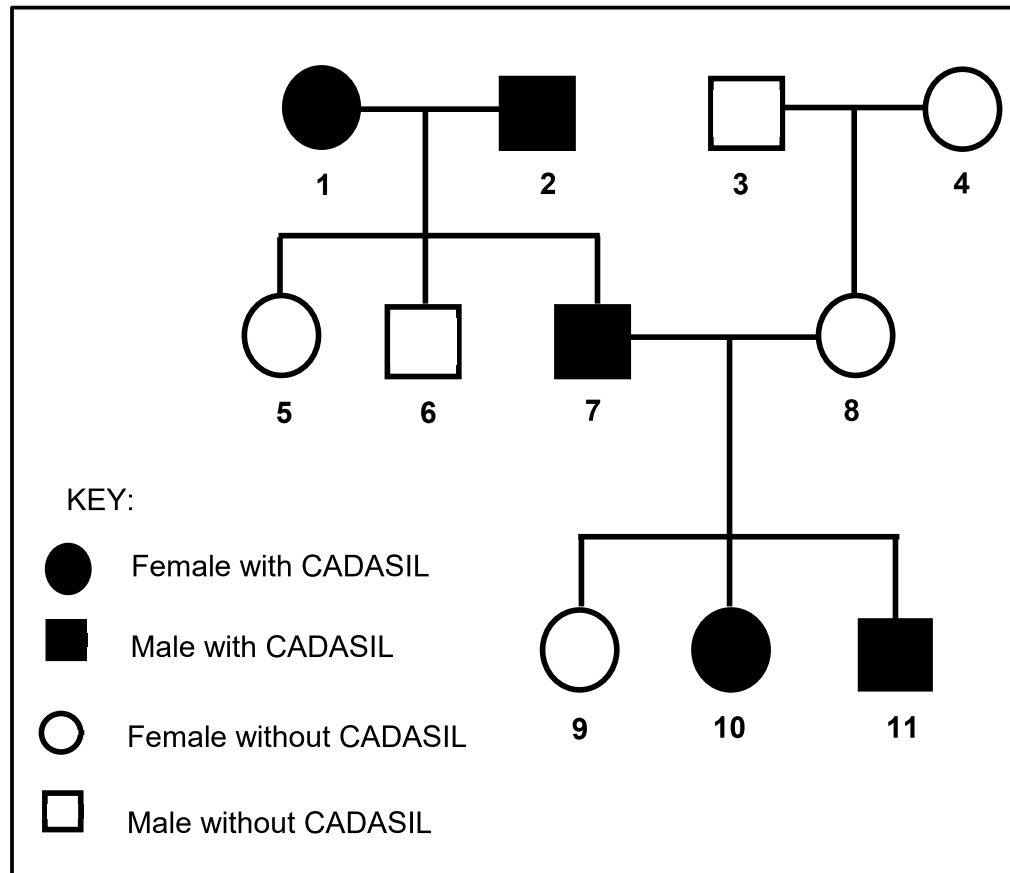 1 2 3 4
5 6 7 8
KEY:
Female with CADASIL
Male with CADASIL
Female without CADASIL
Male without CADASIL
9 10 11